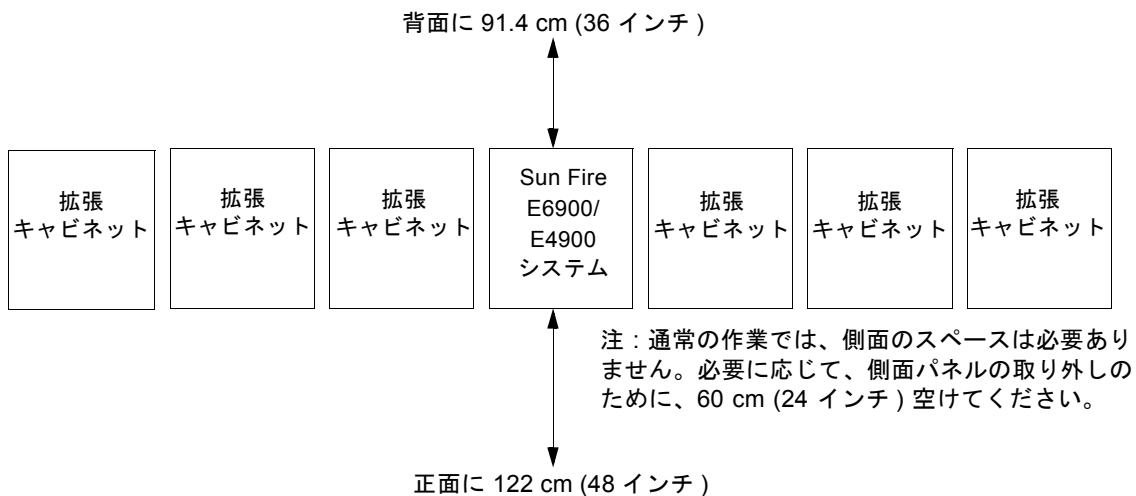 背面に 91.4 cm (36 インチ )
拡張
キャビネット
拡張
キャビネット
拡張
キャビネット
Sun Fire
E6900/
E4900
システム
拡張
キャビネット
拡張
キャビネット
拡張
キャビネット
注 : 通常の作業では、側面のスペースは必要あり
ません。必要に応じて、側面パネルの取り外しの
ために、60 cm (24 インチ ) 空けてください。
正面に 122 cm (48 インチ )